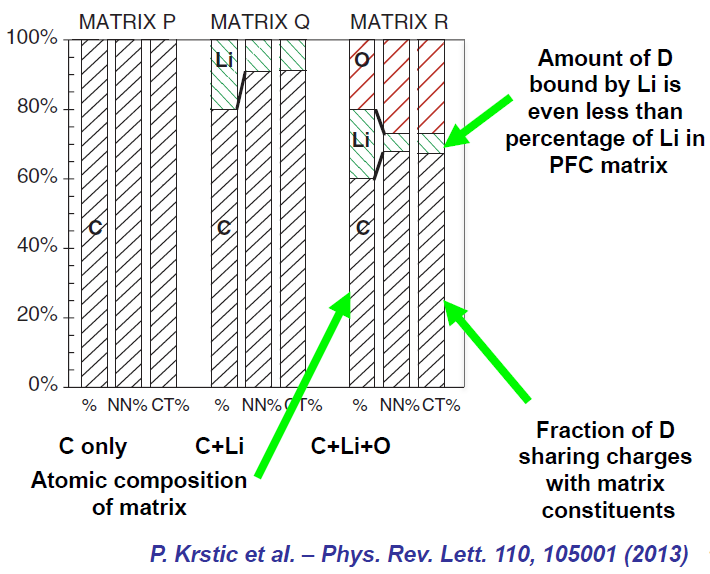 MATRIX P MATRIX Q MATRIX R
100%
80%
60%
40%
20%
0%
Li
O
Li
C
C
C
% NN% CT%
% NN% CT%
% NN% CT%
C only
C+Li
C+Li+O
Amount of D
bound by Li is
even less than
percentage of Li in
PFC matrix
Atomic composition
of matrix
Fraction of D
sharing charges
with matrix
constituents
P. Krstic et al. – Phys. Rev. Lett. 110, 105001 (2013)